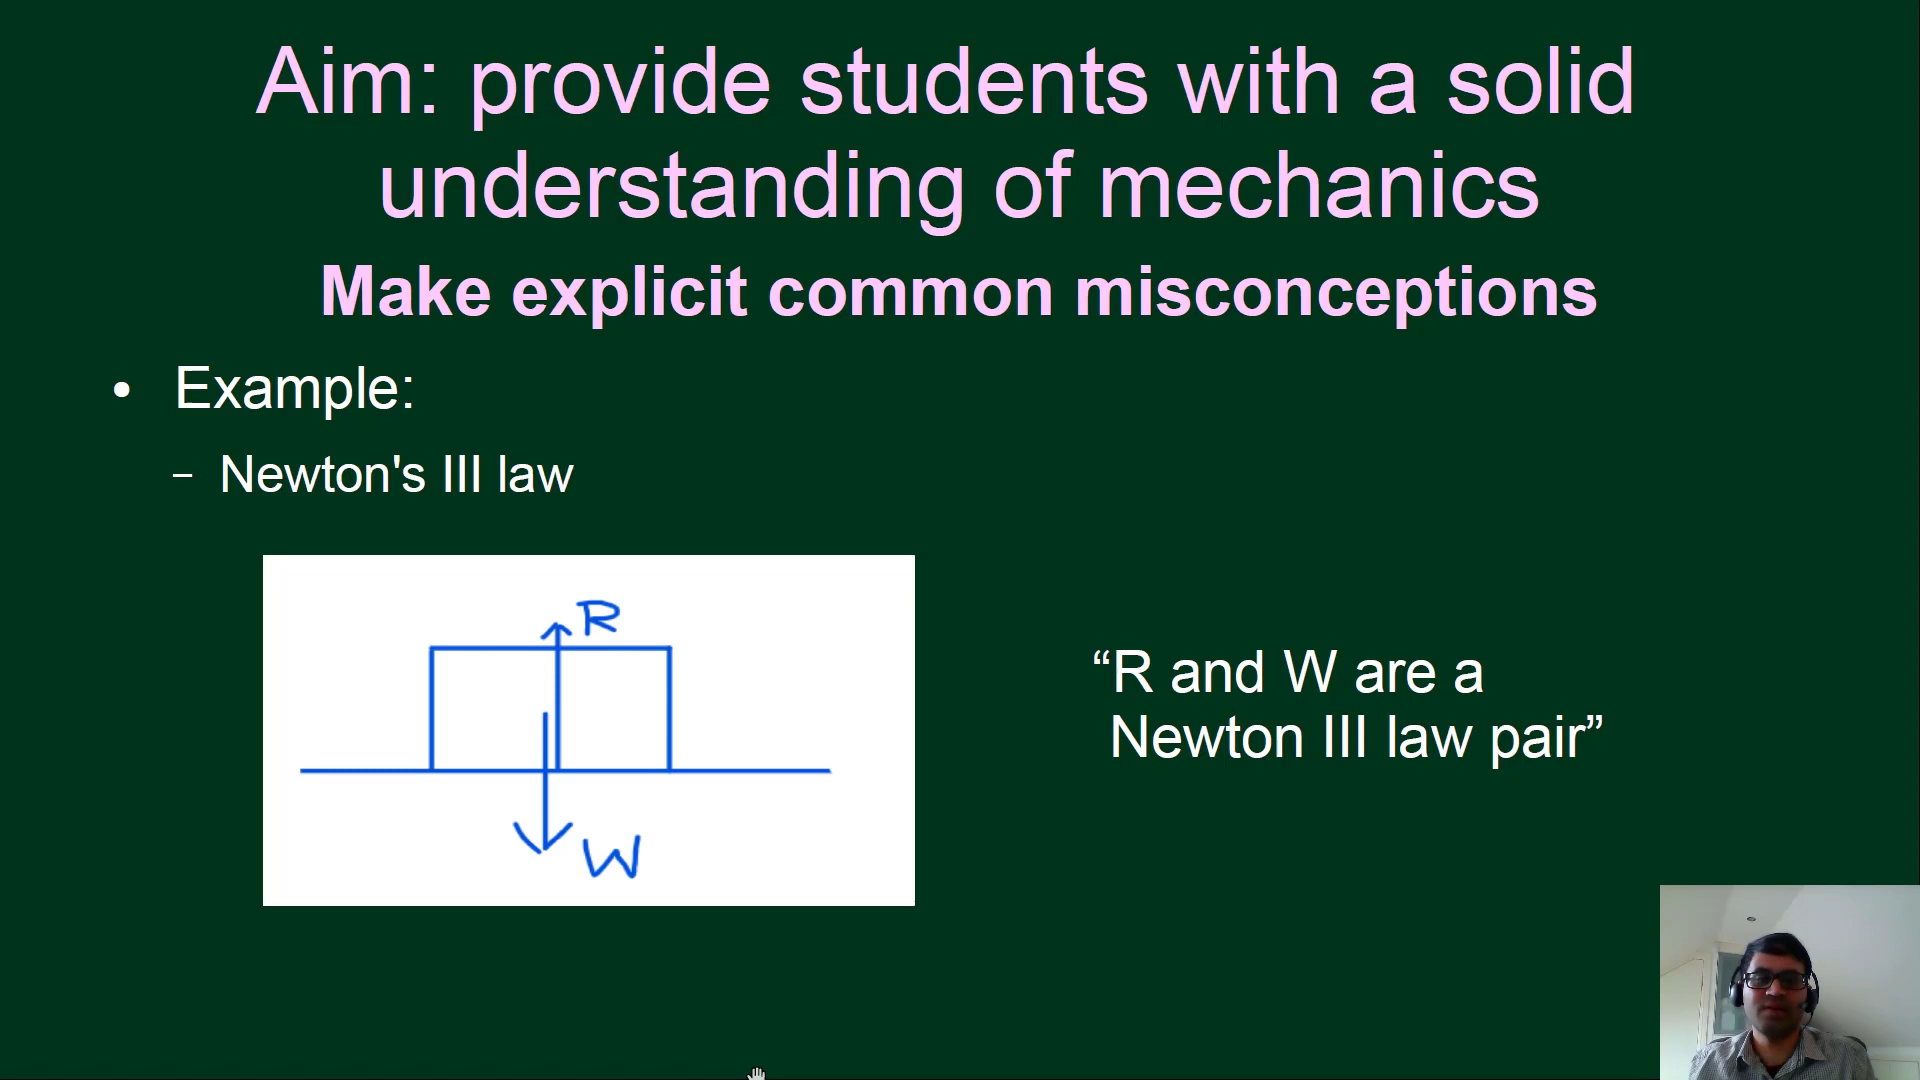 Aim: provide students with a solid
understanding of mechanics
Make explicit common misconceptions
• Example:
– Newton's III law
R
W
“R and W are a
Newton III law pair”